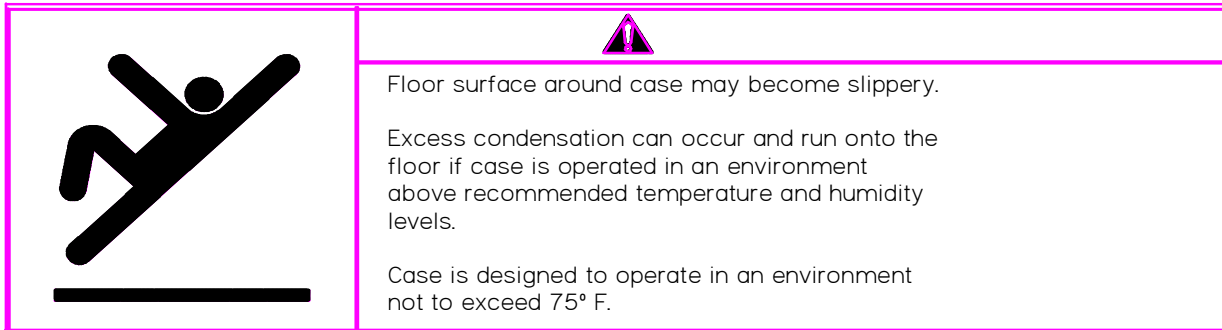 Floor surface around case may become slippery.
Excess condensation can occur and run onto the
floor if case is operated in an environment
above recommended temperature and humidity
levels.
Case is designed to operate in an environment
not to exceed 75° F.